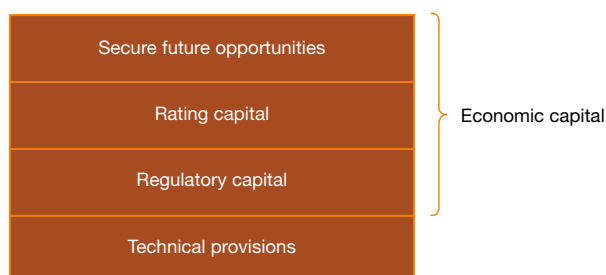 Secure future opportunities
Rating capital
Economic capital
Regulatory capital
Technical provisions